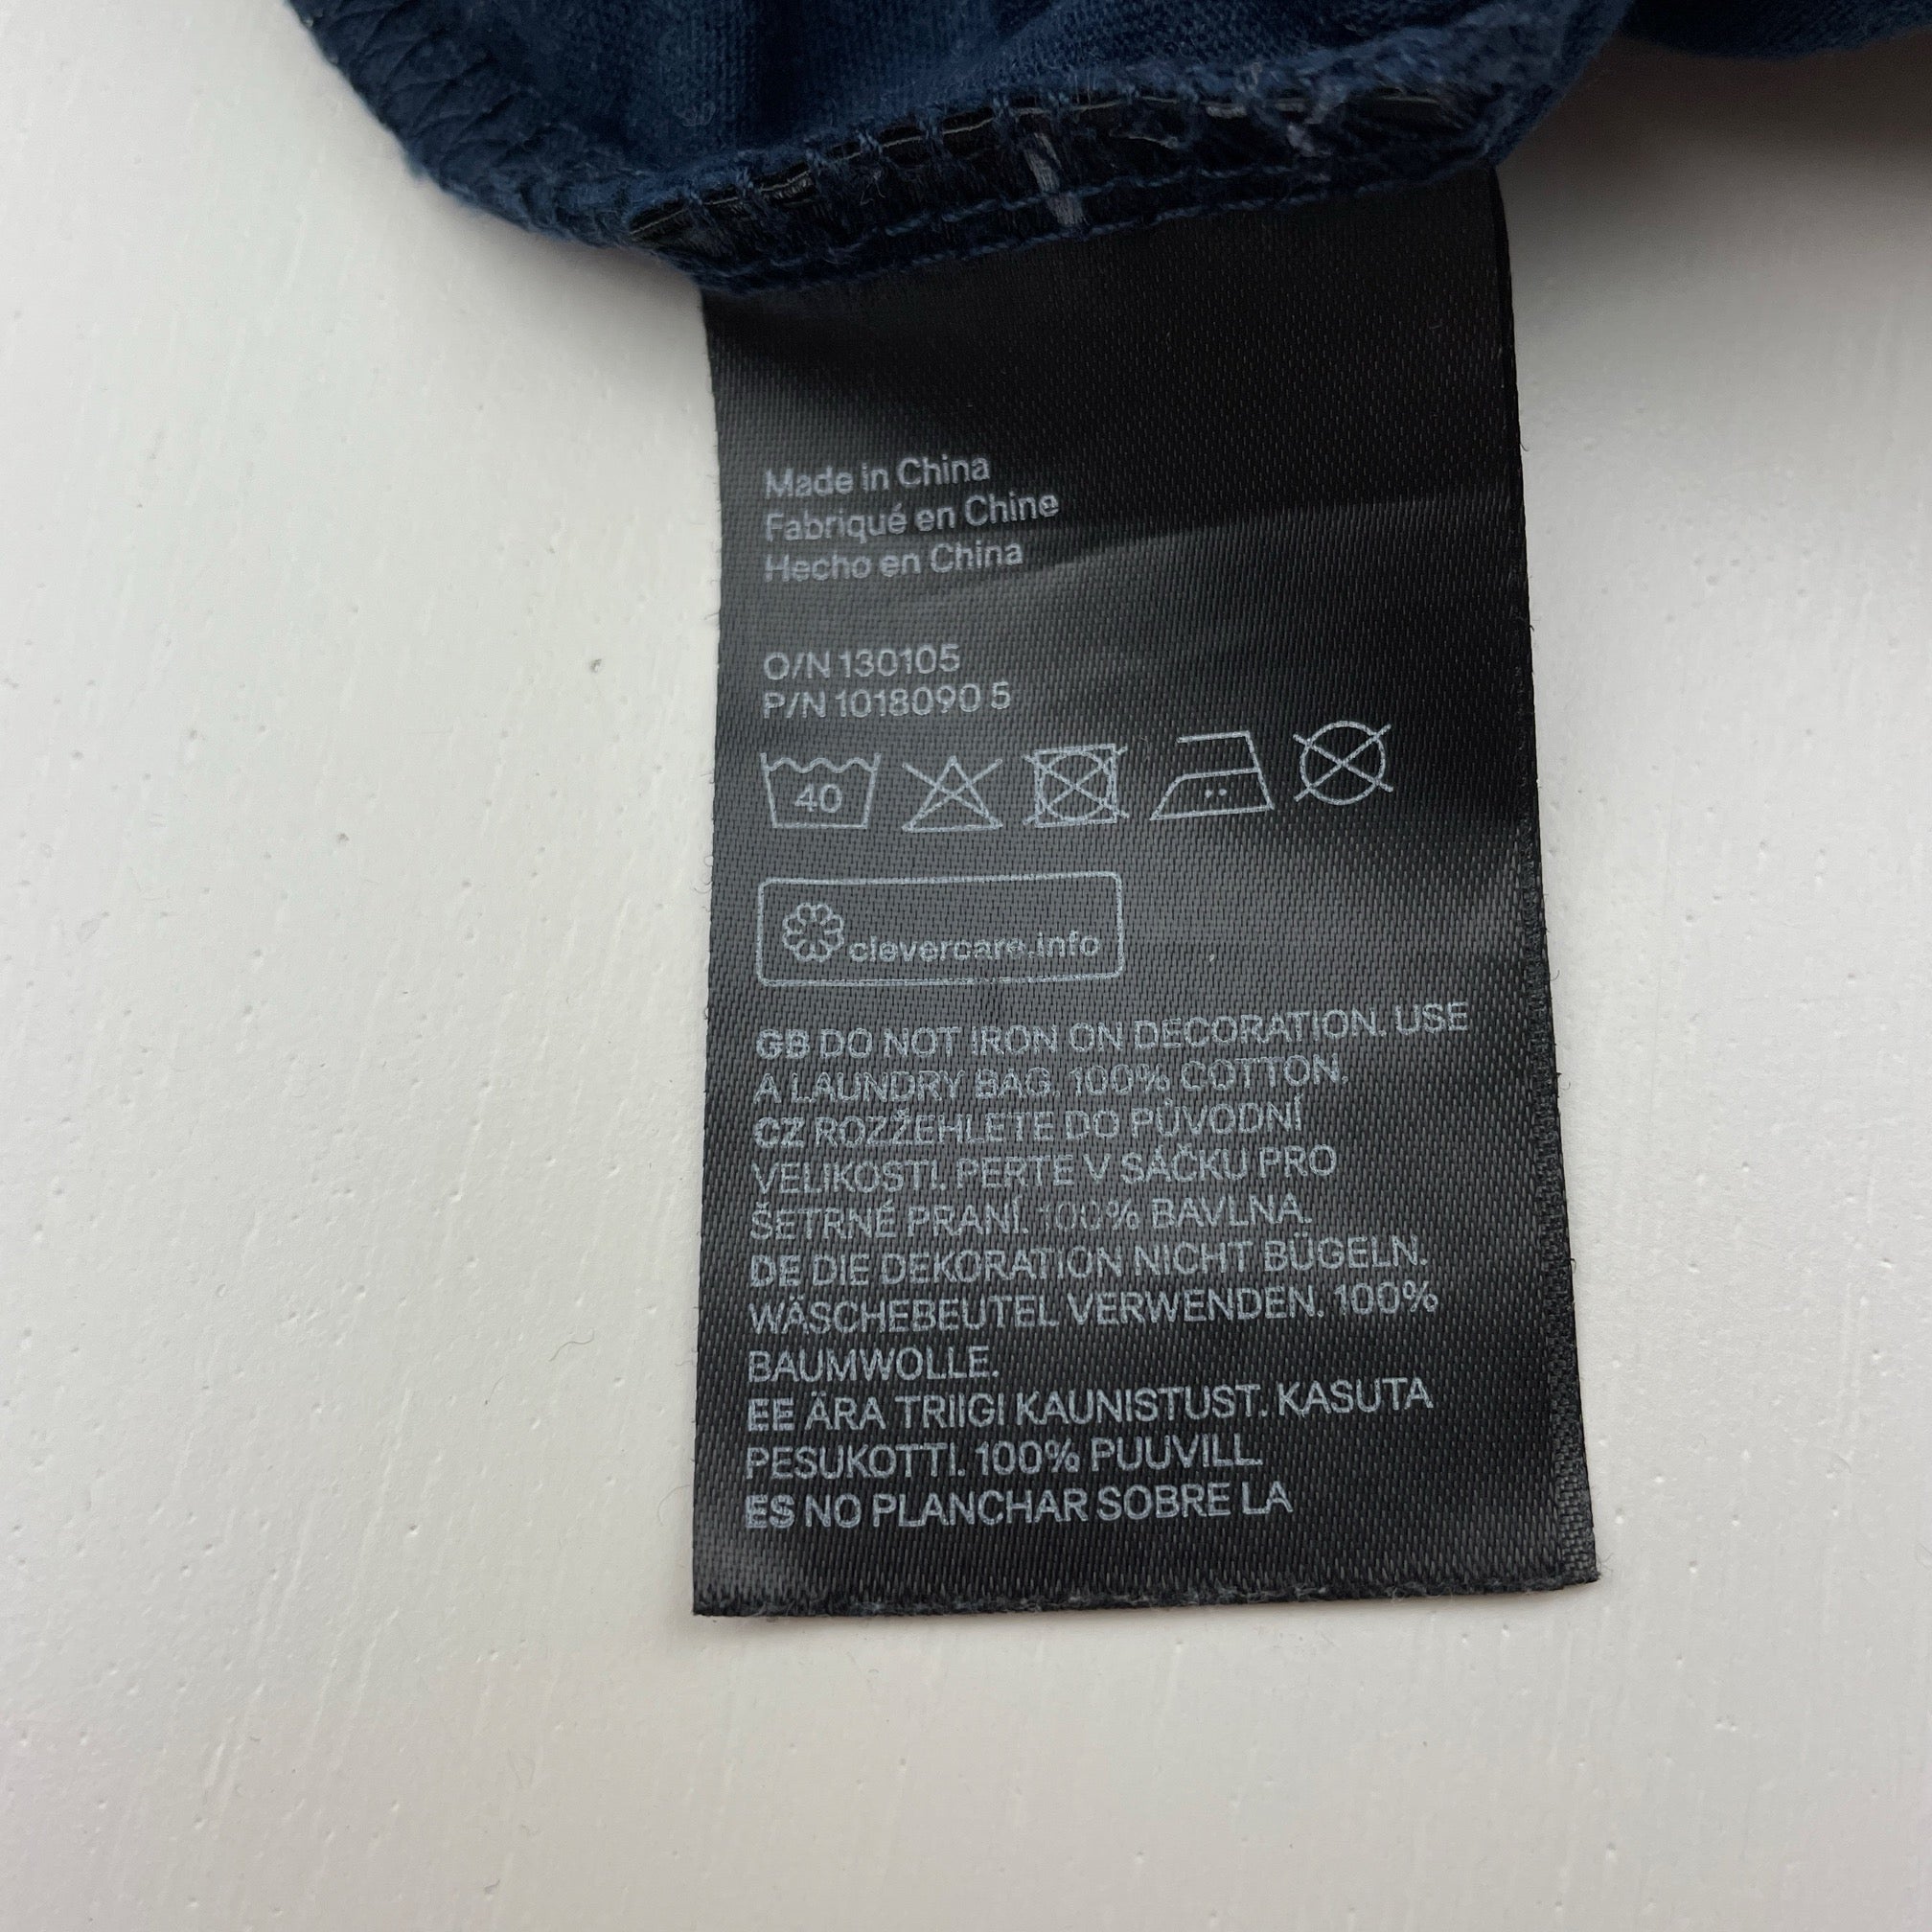 Made in China
Fabriqué en Chine
Hecho en China
O/N 130105
P/N 1018090 5
40
clevercare.info
GB DO NOT IRON ON DECORATION. USE
A LAUNDRY BAG. 100% COTTON.
CZ ROZŽEHLETE DO PŮVODNÍ
VELIKOSTI. PERTE V SÁČKU PRO
ŠETRNÉ PRANÍ. 100% BAVLNA.
DE DIE DEKORATION NICHT BÜGELN.
WÄSCHEBEUTEL VERWENDEN. 100%
BAUMWOLLE.
EE ÄRA TRIIGI KAUNISTUST. KASUTA
PESUKOTTI. 100% PUUVILL.
ES NO PLANCHAR SOBRE LA